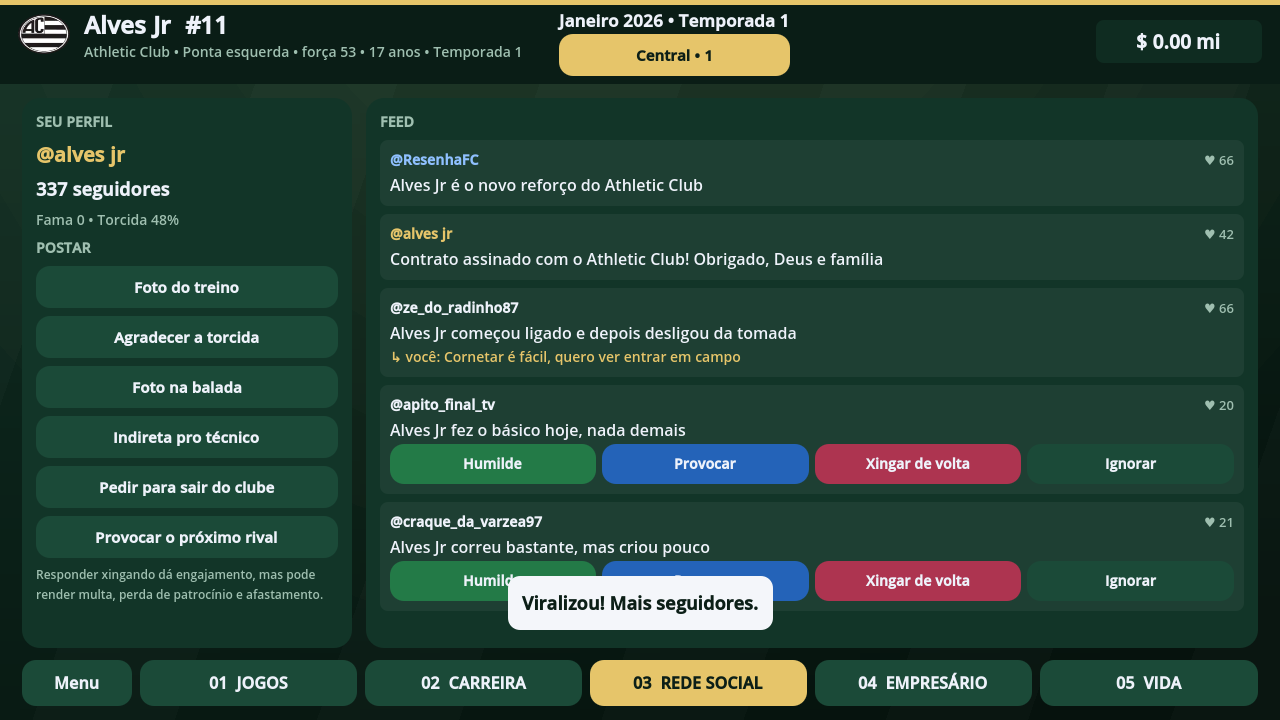 AC
Alves Jr #11
Athletic Club • Ponta esquerda • força 53 • 17 anos • Temporada 1
Janeiro 2026 • Temporada 1
Central • 1
$ 0.00 mi
SEU PERFIL
@alves jr
337 seguidores
Fama 0 • Torcida 48%
POSTAR
Foto do treino
Agradecer a torcida
Foto na balada
Indireta pro técnico
Pedir para sair do clube
Provocar o próximo rival
Responder xingando dá engajamento, mas pode
render multa, perda de patrocínio e afastamento.
FEED
@ResenhaFC ♥ 66
Alves Jr é o novo reforço do Athletic Club
@alves jr ♥ 42
Contrato assinado com o Athletic Club! Obrigado, Deus e família
@ze_do_radinho87 ♥ 66
Alves Jr começou ligado e depois desligou da tomada
↳ você: Cornetar é fácil, quero ver entrar em campo
@apito_final_tv ♥ 20
Alves Jr fez o básico hoje, nada demais
Humilde Provocar Xingar de volta Ignorar
@craque_da_varzea97 ♥ 21
Alves Jr correu bastante, mas criou pouco
Humilde Xingar de volta Ignorar
Viralizou! Mais seguidores.
Menu 01 JOGOS 02 CARREIRA 03 REDE SOCIAL 04 EMPRESÁRIO 05 VIDA